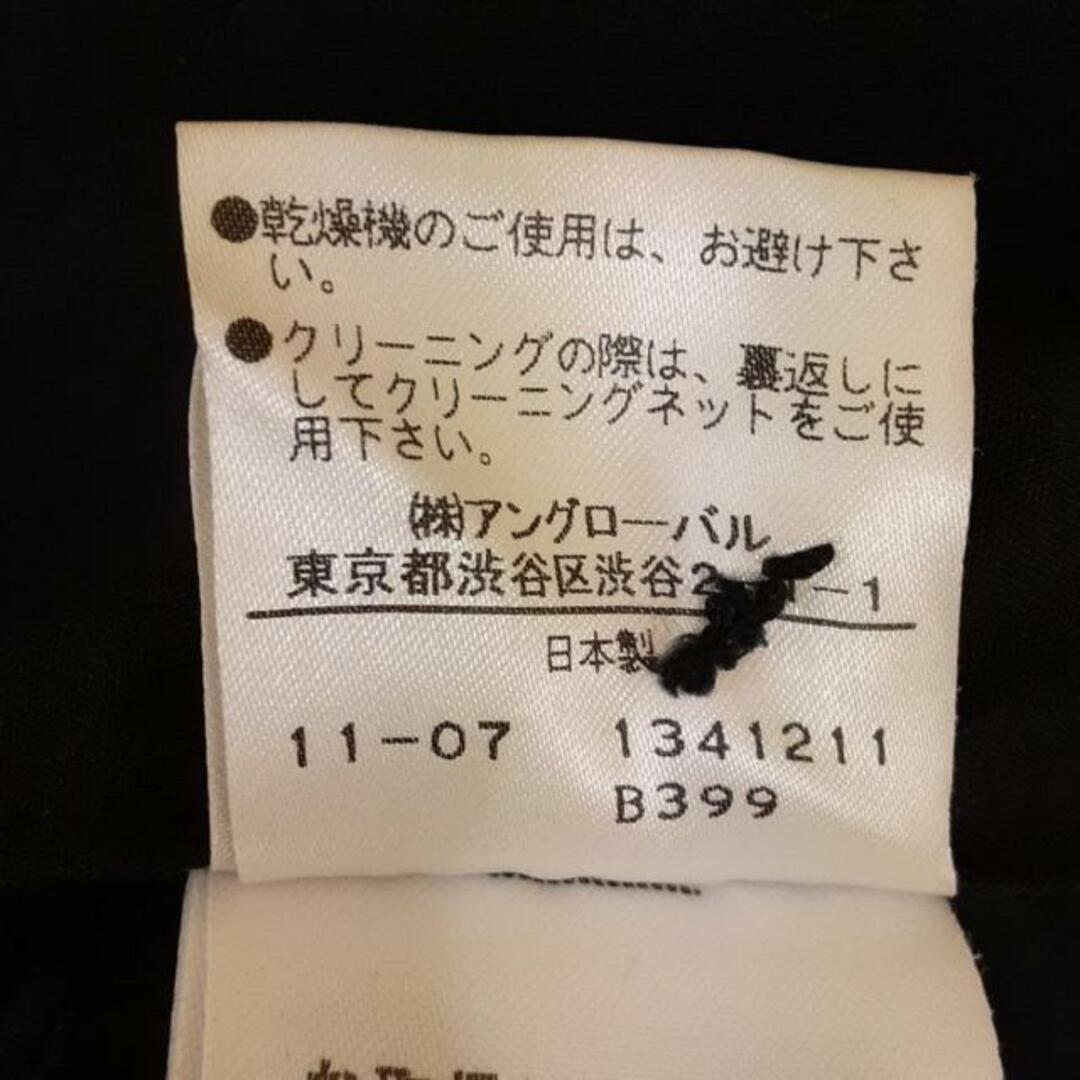 ●乾燥機のご使用は、お避け下さ
い。
●クリーニングの際は、裏返しに
してクリーニングネットをご使
用下さい。
(株)アングローバル
東京都渋谷区渋谷2-1-1
日本製
11-07 1341211
B399